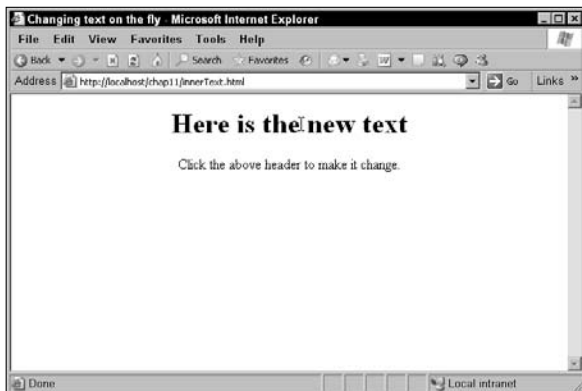 Changing text on the fly - Microsoft Internet Explorer
File Edit View Favorites Tools Help
Back Search Favorites
Address http://localhost/chap11/innerText.html Go Links »
Here is the new text
Click the above header to make it change.
Done Local intranet